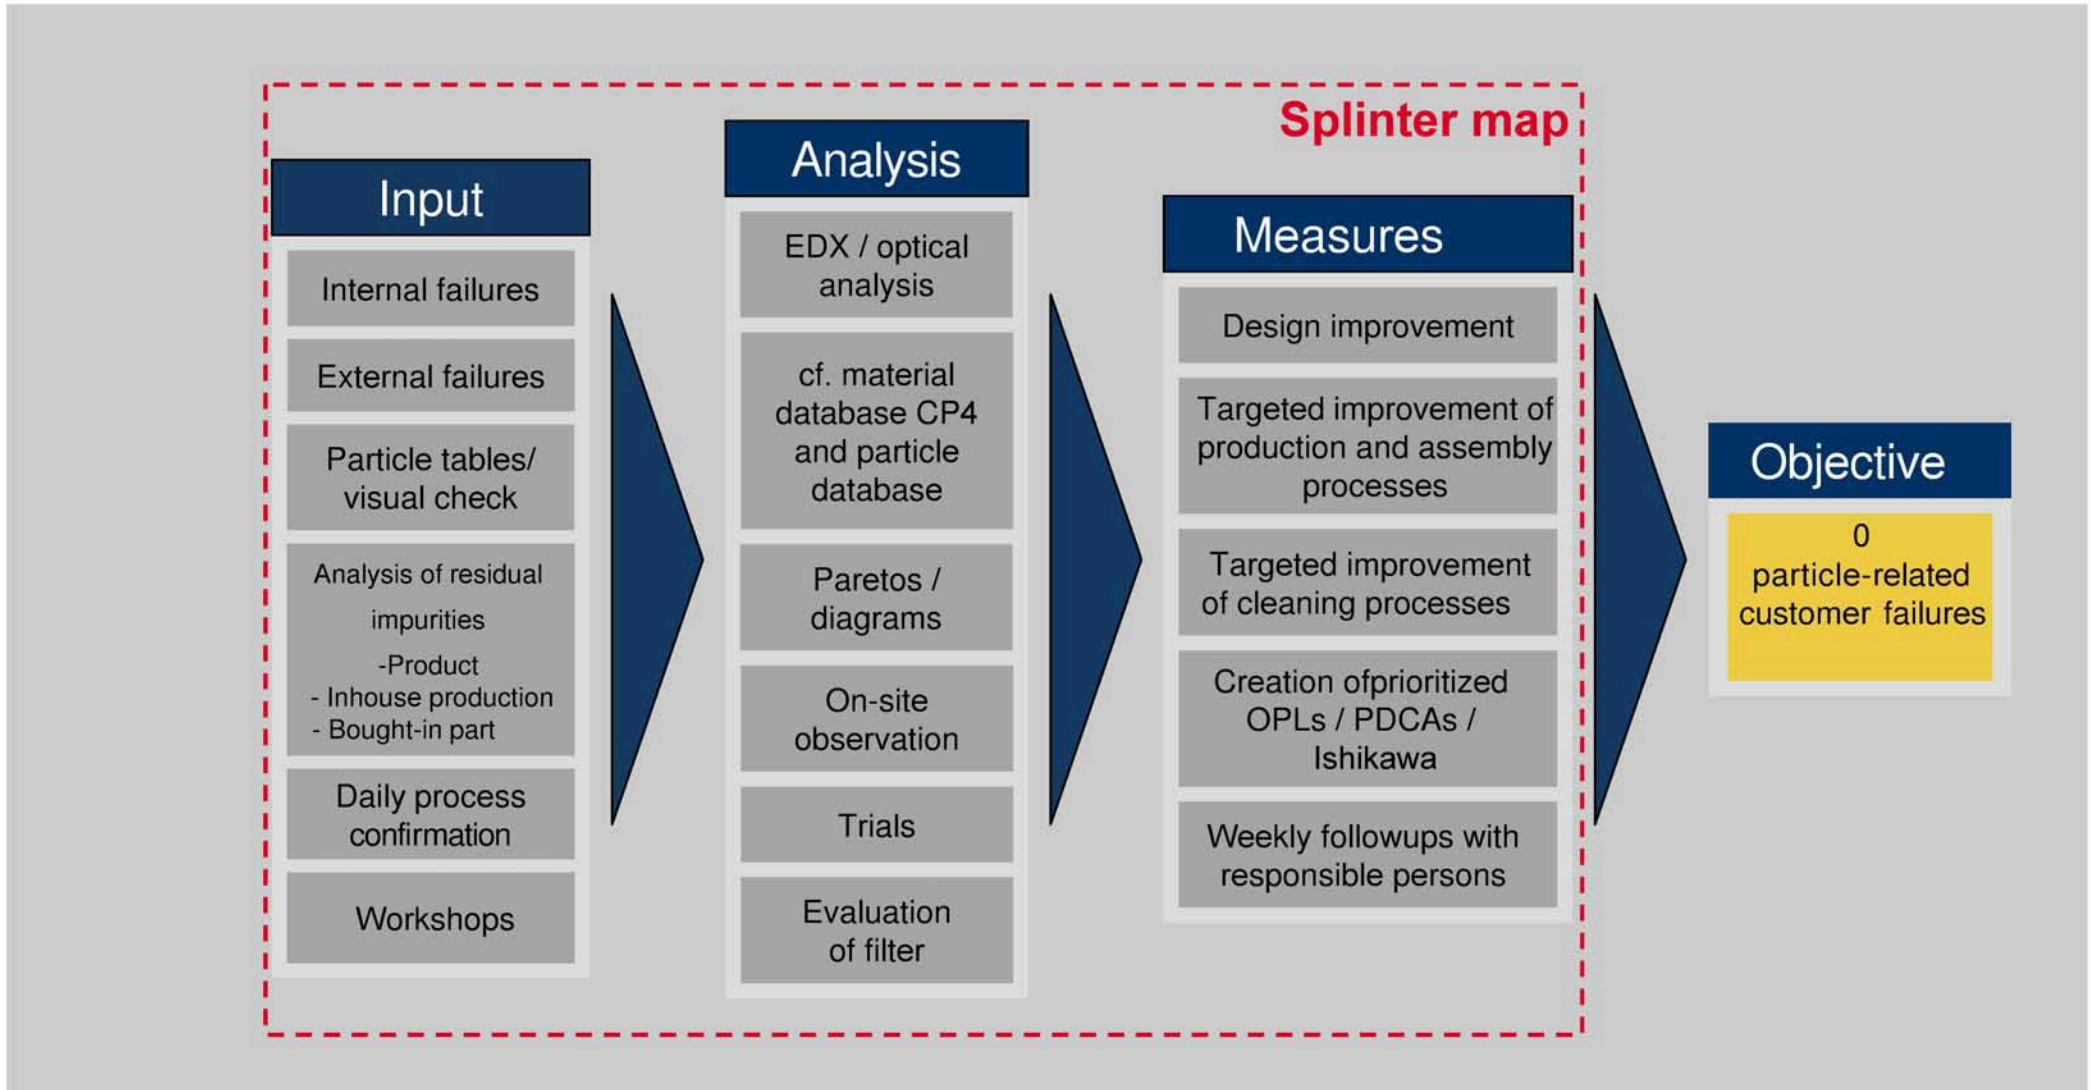 Splinter map
Input
Internal failures
External failures
Particle tables/
visual check
Analysis of residual
impurities
-Product
- Inhouse production
- Bought-in part
Daily process
confirmation
Workshops
Analysis
EDX / optical
analysis
cf. material
database CP4
and particle
database
Paretos /
diagrams
On-site
observation
Trials
Evaluation
of filter
Measures
Design improvement
Targeted improvement of
production and assembly
processes
Targeted improvement
of cleaning processes
Creation ofprioritized
OPLs / PDCAs /
Ishikawa
Weekly followups with
responsible persons
Objective
0
particle-related
customer failures